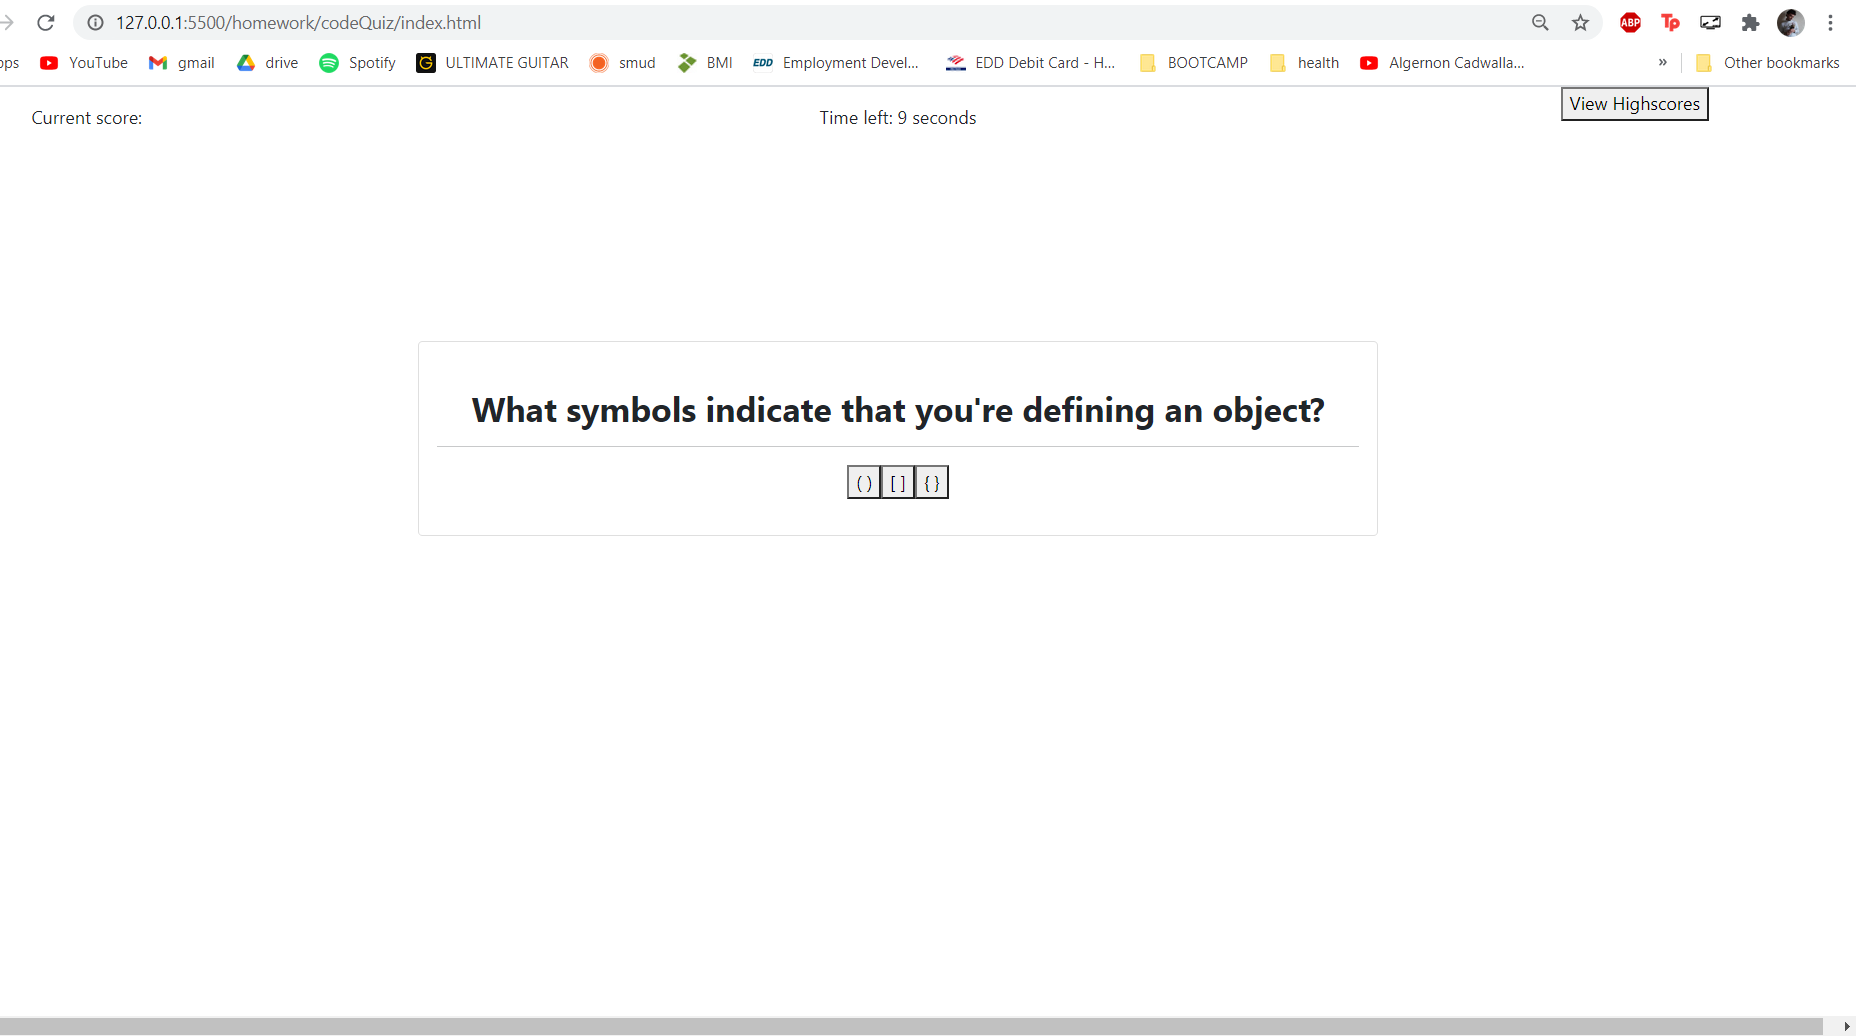 127.0.0.1:5500/homework/codeQuiz/index.html
ABP
Tp
ops YouTube gmail drive Spotify G ULTIMATE GUITAR smud BMI EDD Employment Devel... EDD Debit Card - H... BOOTCAMP health Algernon Cadwalla... » Other bookmarks
Current score: Time left: 9 seconds View Highscores
What symbols indicate that you're defining an object?
( ) [ ] { }